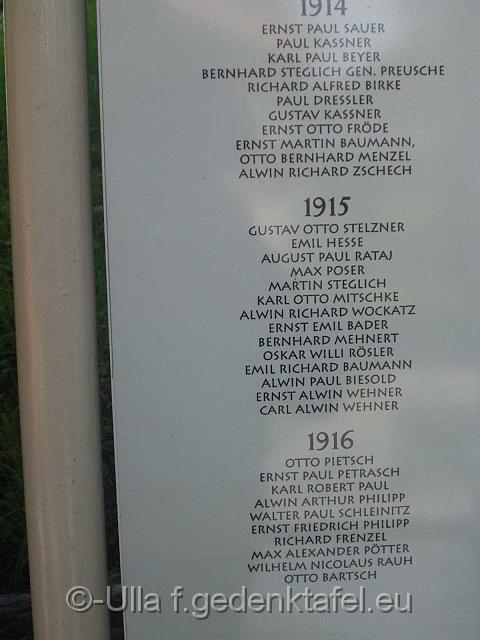 1914
ERNST PAUL SAUER
PAUL KASSNER
KARL PAUL BEYER
BERNHARD STEGLICH GEN. PREUSCHE
RICHARD ALFRED BIRKE
PAUL DRESSLER
GUSTAV KASSNER
ERNST OTTO FRÖDE
ERNST MARTIN BAUMANN,
OTTO BERNHARD MENZEL
ALWIN RICHARD ZSCHECH
1915
GUSTAV OTTO STELZNER
EMIL HESSE
AUGUST PAUL RATAJ
MAX POSER
MARTIN STEGLICH
KARL OTTO MITSCHKE
ALWIN RICHARD WOCKATZ
ERNST EMIL BADER
BERNHARD MEHNERT
OSKAR WILLI RÖSLER
EMIL RICHARD BAUMANN
ALWIN PAUL BIESOLD
ERNST ALWIN WEHNER
CARL ALWIN WEHNER
1916
OTTO PIETSCH
ERNST PAUL PETRASCH
KARL ROBERT PAUL
ALWIN ARTHUR PHILIPP
WALTER PAUL SCHLEINITZ
ERNST FRIEDRICH PHILIPP
RICHARD FRENZEL
MAX ALEXANDER PÖTTER
WILHELM NICOLAUS RAUH
OTTO BARTSCH
©-Ulla f.gedenktafel.eu